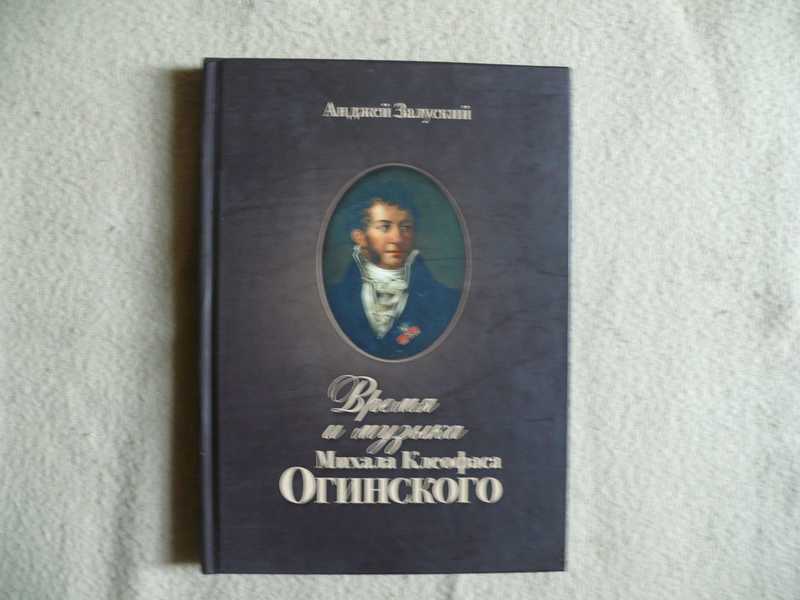 Анджей Залуский
Время
и музыка
Михала Клеофаса
Огинского